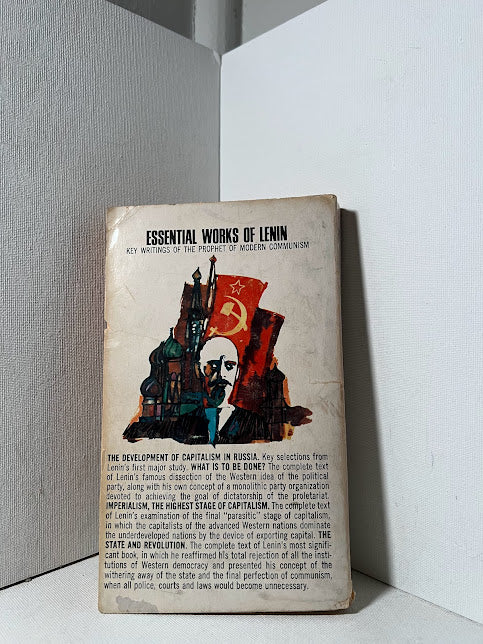 ESSENTIAL WORKS OF LENIN
KEY WRITINGS OF THE PROPHET OF MODERN COMMUNISM
THE DEVELOPMENT OF CAPITALISM IN RUSSIA. Key selections from
Lenin's first major study. WHAT IS TO BE DONE? The complete text
of Lenin's famous dissection of the Western idea of the political
party, along with his own concept of a monolithic party organization
devoted to achieving the goal of dictatorship of the proletariat.
IMPERIALISM, THE HIGHEST STAGE OF CAPITALISM. The complete text
of Lenin's examination of the final "parasitic" stage of capitalism,
in which the capitalists of the advanced Western nations dominate
the underdeveloped nations by the device of exporting capital. THE
STATE AND REVOLUTION. The complete text of Lenin's most signifi-
cant book, in which he reaffirmed his total rejection of all the insti-
tutions of Western democracy and presented his concept of the
withering away of the state and the final perfection of communism,
when all police, courts and laws would become unnecessary.